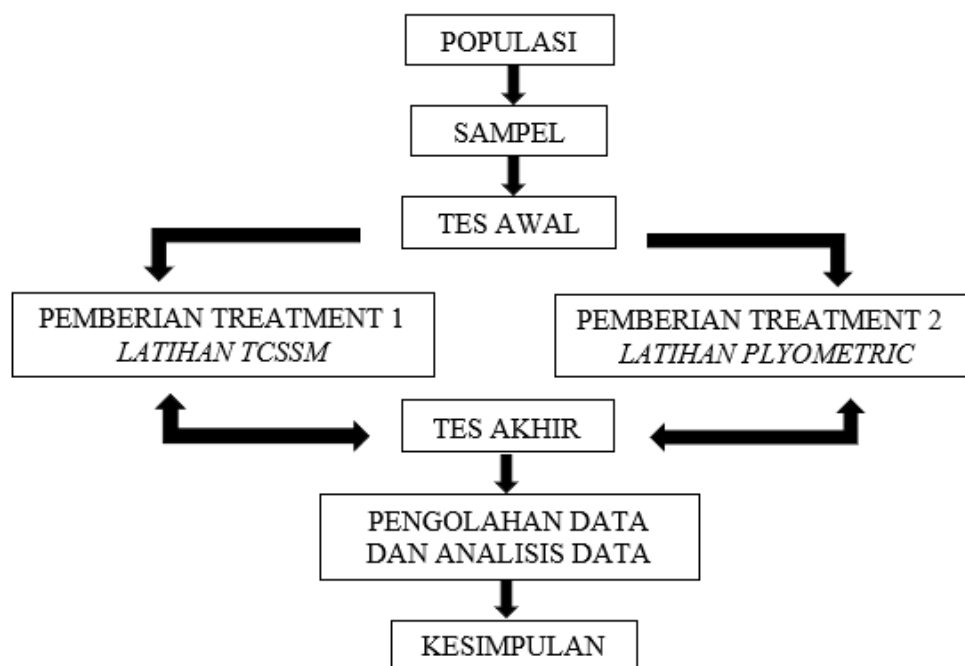 POPULASI
SAMPEL
TES AWAL
PEMBERIAN TREATMENT 1
LATIHAN TCSSM
PEMBERIAN TREATMENT 2
LATIHAN PLYOMETRIC
TES AKHIR
PENGOLAHAN DATA
DAN ANALISIS DATA
KESIMPULAN